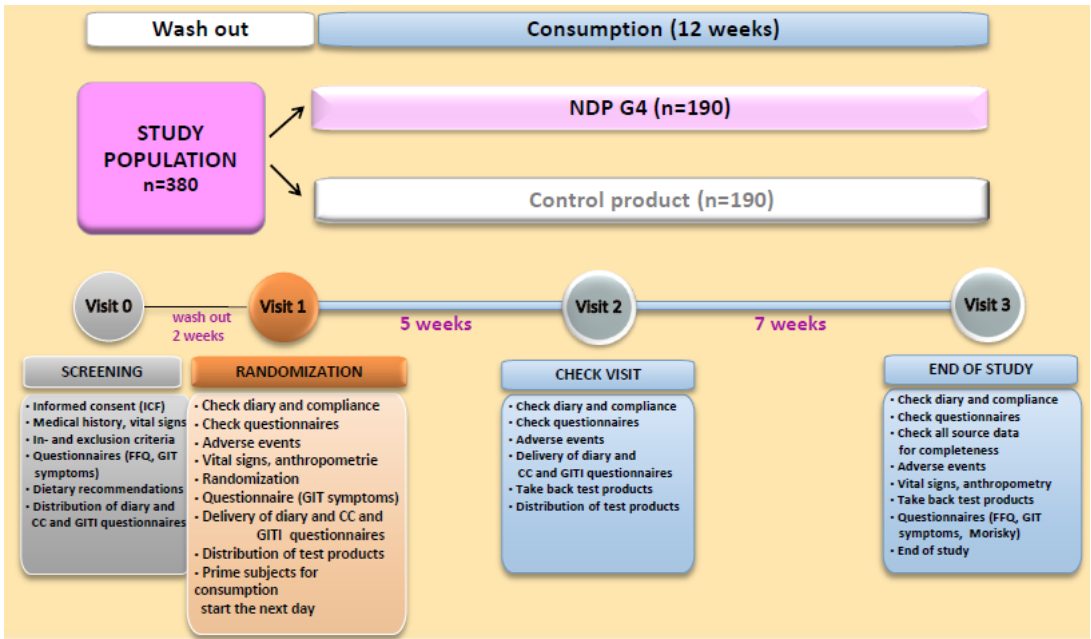 Wash out
Consumption (12 weeks)
STUDY
POPULATION
n=380
NDP G4 (n=190)
Control product (n=190)
Visit 0
wash out
2 weeks
Visit 1
5 weeks
Visit 2
7 weeks
Visit 3
SCREENING
• Informed consent (ICF)
• Medical history, vital signs
• In- and exclusion criteria
• Questionnaires (FFQ, GIT
symptoms)
• Dietary recommendations
• Distribution of diary and
CC and GITI questionnaires
RANDOMIZATION
• Check diary and compliance
• Check questionnaires
• Adverse events
• Vital signs, anthropometrie
• Randomization
• Questionnaire (GIT symptoms)
• Delivery of diary and CC and
GITI questionnaires
• Distribution of test products
• Prime subjects for
consumption
start the next day
CHECK VISIT
• Check diary and compliance
• Check questionnaires
• Adverse events
• Delivery of diary and
CC and GITI questionnaires
• Take back test products
• Distribution of test products
END OF STUDY
• Check diary and compliance
• Check questionnaires
• Check all source data
for completeness
• Adverse events
• Vital signs, anthropometry
• Take back test products
• Questionnaires (FFQ, GIT
symptoms, Morisky)
• End of study